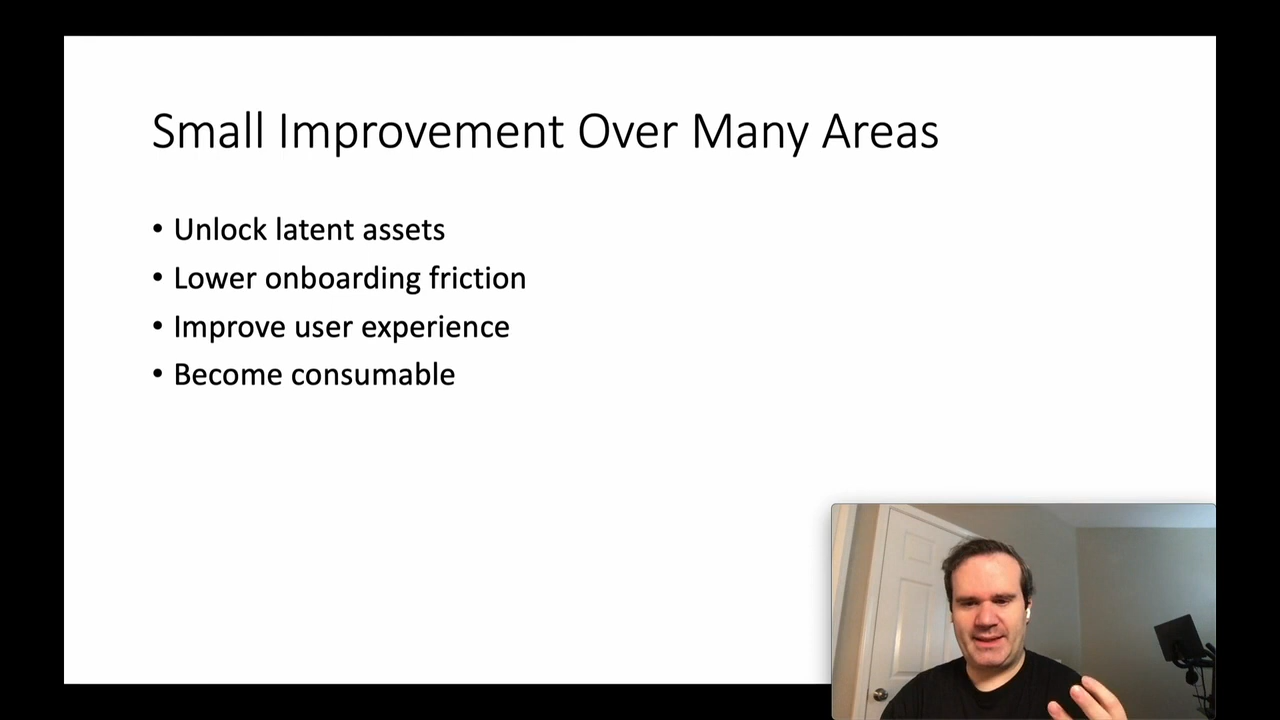 Small Improvement Over Many Areas
• Unlock latent assets
• Lower onboarding friction
• Improve user experience
• Become consumable